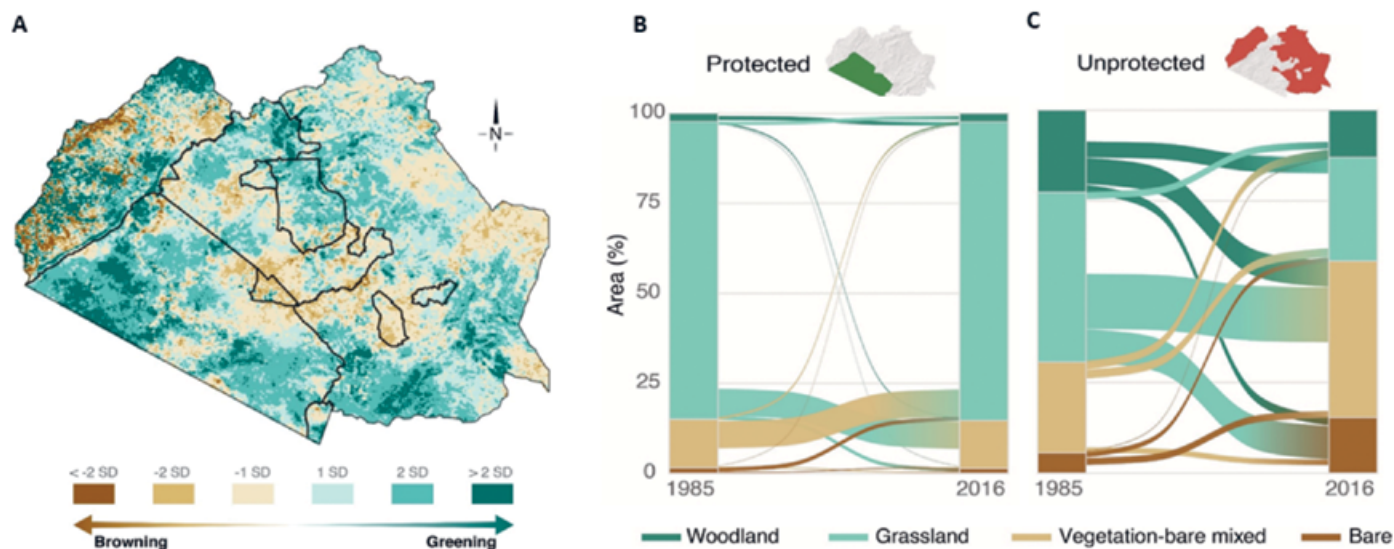 A
N
< -2 SD -2 SD -1 SD 1 SD 2 SD > 2 SD
Browning Greening
B
Protected
C
Unprotected
Area (%)
100
75
50
25
0
1985 2016
1985 2016
Woodland Grassland Vegetation-bare mixed Bare